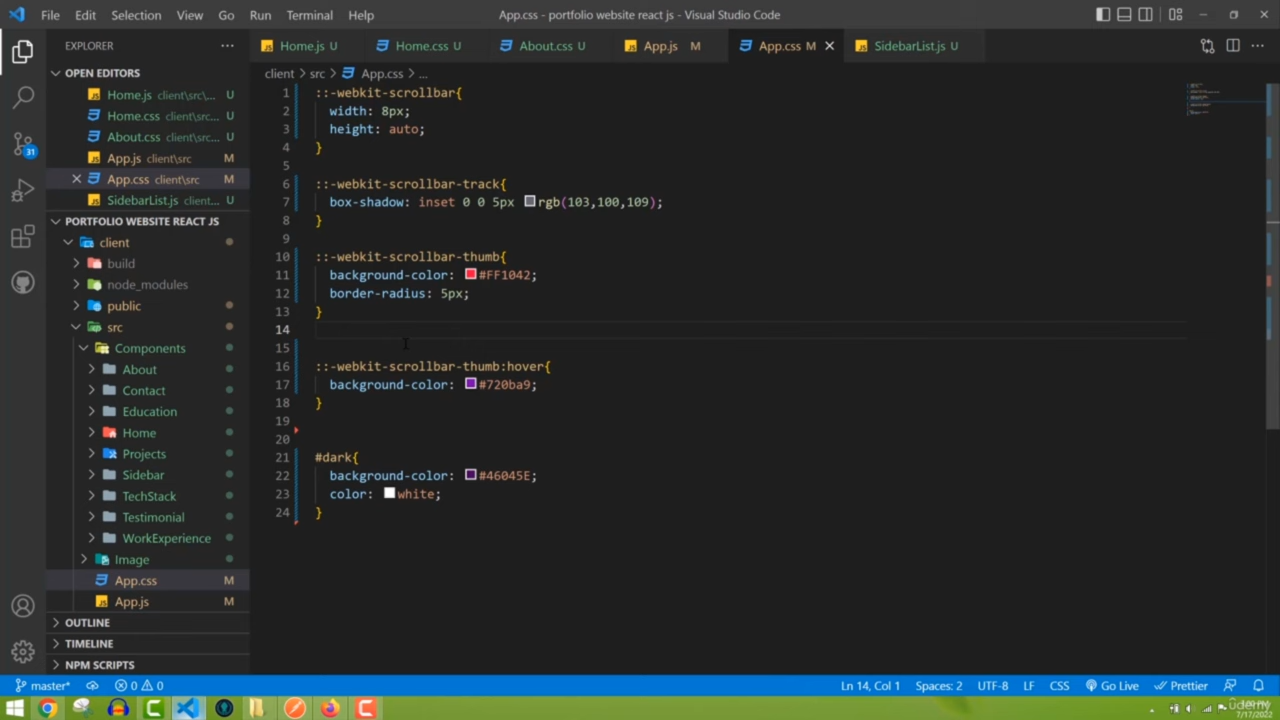 File Edit Selection View Go Run Terminal Help
App.css - portfolio website react js - Visual Studio Code
EXPLORER
Home.js U
Home.css U
About.css U
App.js M
App.css M
SidebarList.js U
client > src > App.css > ...
OPEN EDITORS
Home.js client\src\... U
Home.css client\src... U
About.css client\src... U
App.js client\src M
App.css client\src M
SidebarList.js client... U
PORTFOLIO WEBSITE REACT JS
client
build
node_modules
public
src
Components
About
Contact
Education
Home
Projects
Sidebar
TechStack
Testimonial
WorkExperience
Image
App.css M
App.js M
OUTLINE
TIMELINE
NPM SCRIPTS
31
1 ::-webkit-scrollbar{
2 width: 8px;
3 height: auto;
4 }
5
6 ::-webkit-scrollbar-track{
7 box-shadow: inset 0 0 5px rgb(103,100,109);
8 }
9
10 ::-webkit-scrollbar-thumb{
11 background-color: #FF1042;
12 border-radius: 5px;
13 }
14
15
16 ::-webkit-scrollbar-thumb:hover{
17 background-color: #720ba9;
18 }
19
20
21 #dark{
22 background-color: #46045E;
23 color: white;
24 }
master* 0 0 Ln 14, Col 1 Spaces: 2 UTF-8 LF CSS Go Live Prettier
udemy
7/17/2022